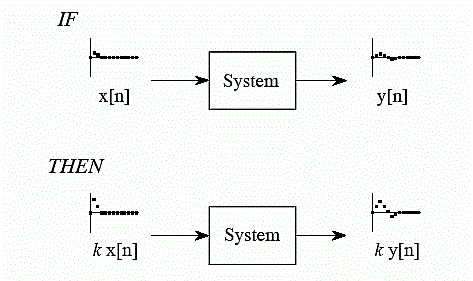 IF
System
x[n]
y[n]
THEN
System
k x[n]
k y[n]